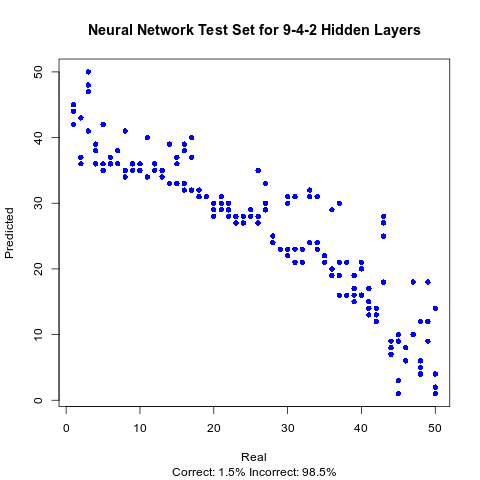 Neural Network Test Set for 9-4-2 Hidden Layers
Predicted
50
40
30
20
10
0
0 10 20 30 40 50
Real
Correct: 1.5% Incorrect: 98.5%